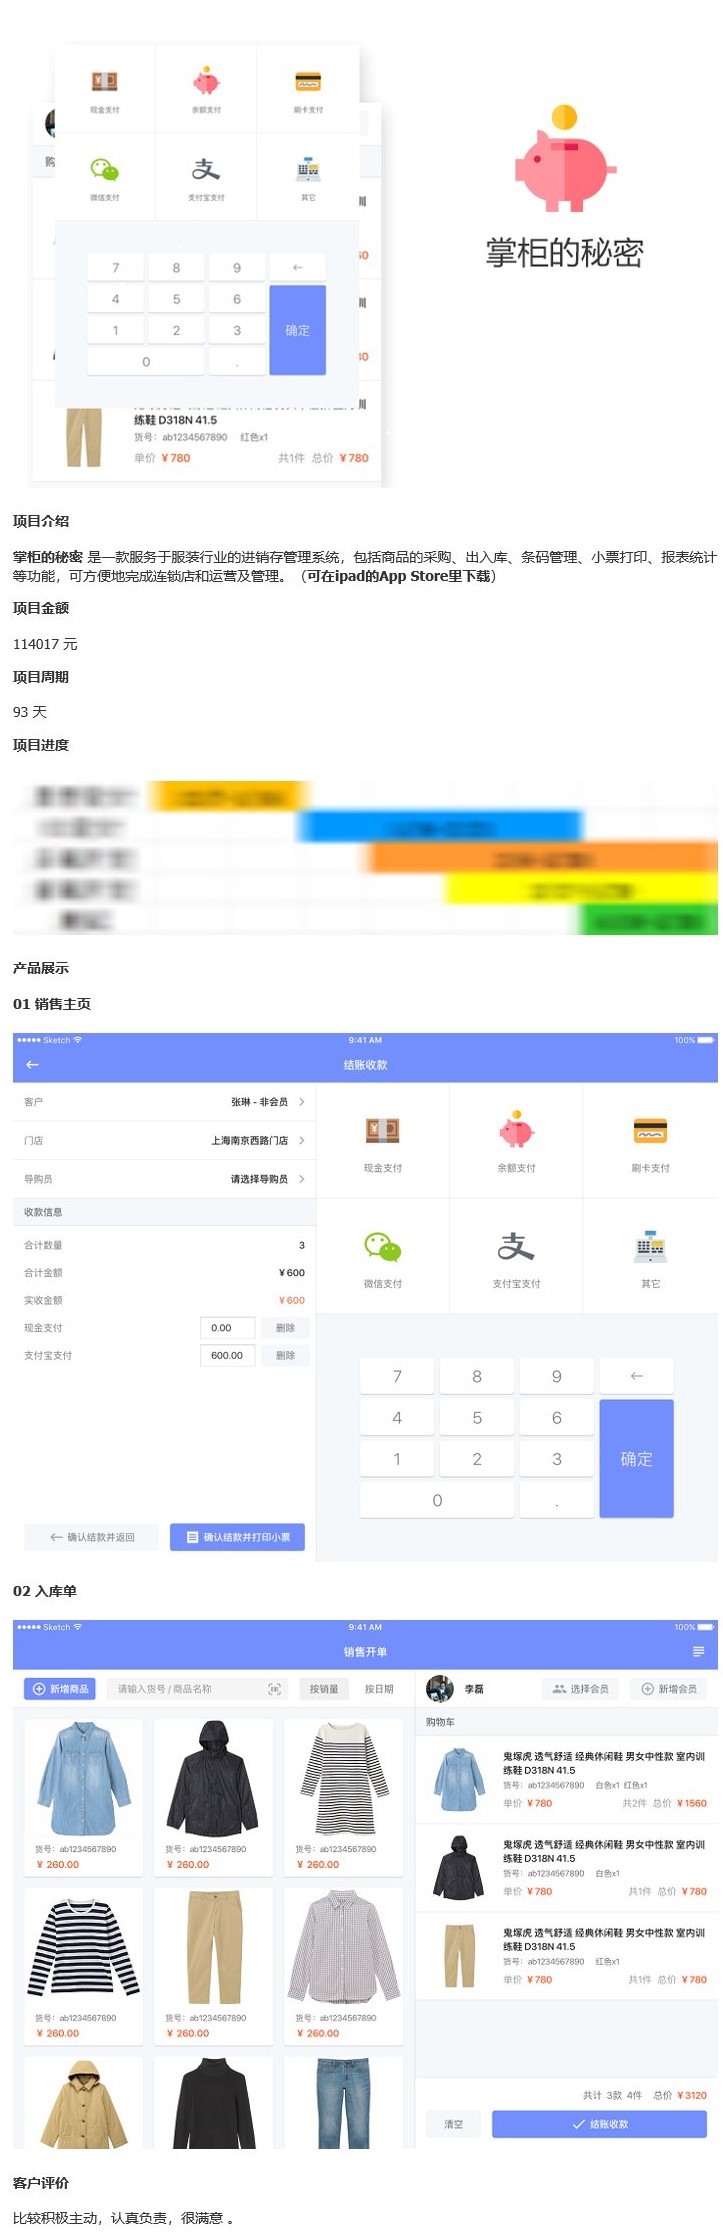 现金支付
余额支付
刷卡支付
微信支付
支付宝支付
其它
购
7
8
9
←
4
5
6
确定
1
2
3
0
.
练鞋 D318N 41.5
货号：ab1234567890 红色x1
单价 ￥780 共1件 总价 ￥780
掌柜的秘密
项目介绍
掌柜的秘密 是一款服务于服装行业的进销存管理系统，包括商品的采购、出入库、条码管理、小票打印、报表统计
等功能，可方便地完成连锁店和运营及管理。（可在ipad的App Store里下载）
项目金额
114017 元
项目周期
93 天
项目进度
产品展示
01 销售主页
Sketch 9:41 AM 100%
← 结账收款
客户 张琳 - 非会员
门店 上海南京西路门店
导购员 请选择导购员
收款信息
合计数量 3
合计金额 ￥600
实收金额 ￥600
现金支付 0.00 删除
支付宝支付 600.00 删除
← 确认结款并返回
确认结款并打印小票
现金支付
余额支付
刷卡支付
微信支付
支付宝支付
其它
7
8
9
←
4
5
6
确定
1
2
3
0
.
02 入库单
Sketch 9:41 AM 100%
销售开单
新增商品
请输入货号 / 商品名称
按销量
按日期
货号：ab1234567890
￥ 260.00
货号：ab1234567890
￥ 260.00
货号：ab1234567890
￥ 260.00
货号：ab1234567890
￥ 260.00
货号：ab1234567890
￥ 260.00
货号：ab1234567890
￥ 260.00
李磊
选择会员
新增会员
购物车
鬼塚虎 透气舒适 经典休闲鞋 男女中性款 室内训
练鞋 D318N 41.5
货号：ab1234567890 白色x1 红色x1
单价 ￥780 共2件 总价 ￥1560
鬼塚虎 透气舒适 经典休闲鞋 男女中性款 室内训
练鞋 D318N 41.5
货号：ab1234567890 白色x1
单价 ￥780 共1件 总价 ￥780
鬼塚虎 透气舒适 经典休闲鞋 男女中性款 室内训
练鞋 D318N 41.5
货号：ab1234567890 红色x1
单价 ￥780 共1件 总价 ￥780
共计 3款 4件 总价 ￥3120
清空
结账收款
客户评价
比较积极主动，认真负责，很满意 。